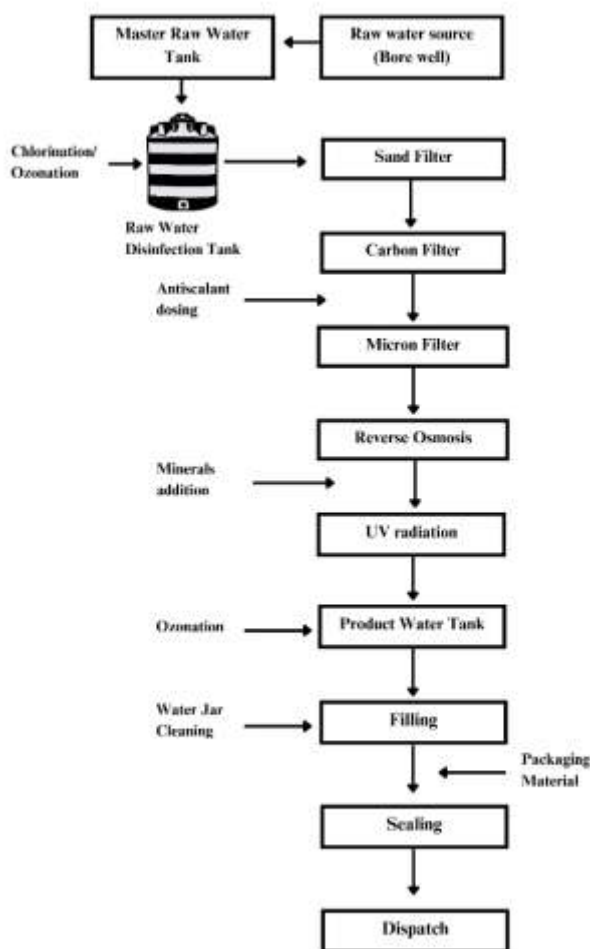 Master Raw Water
Tank
Raw water source
(Bore well)
Chlorination/
Ozonation
Raw Water
Disinfection Tank
Sand Filter
Carbon Filter
Antiscalant
dosing
Micron Filter
Reverse Osmosis
Minerals
addition
UV radiation
Ozonation
Product Water Tank
Water Jar
Cleaning
Filling
Packaging
Material
Sealing
Dispatch